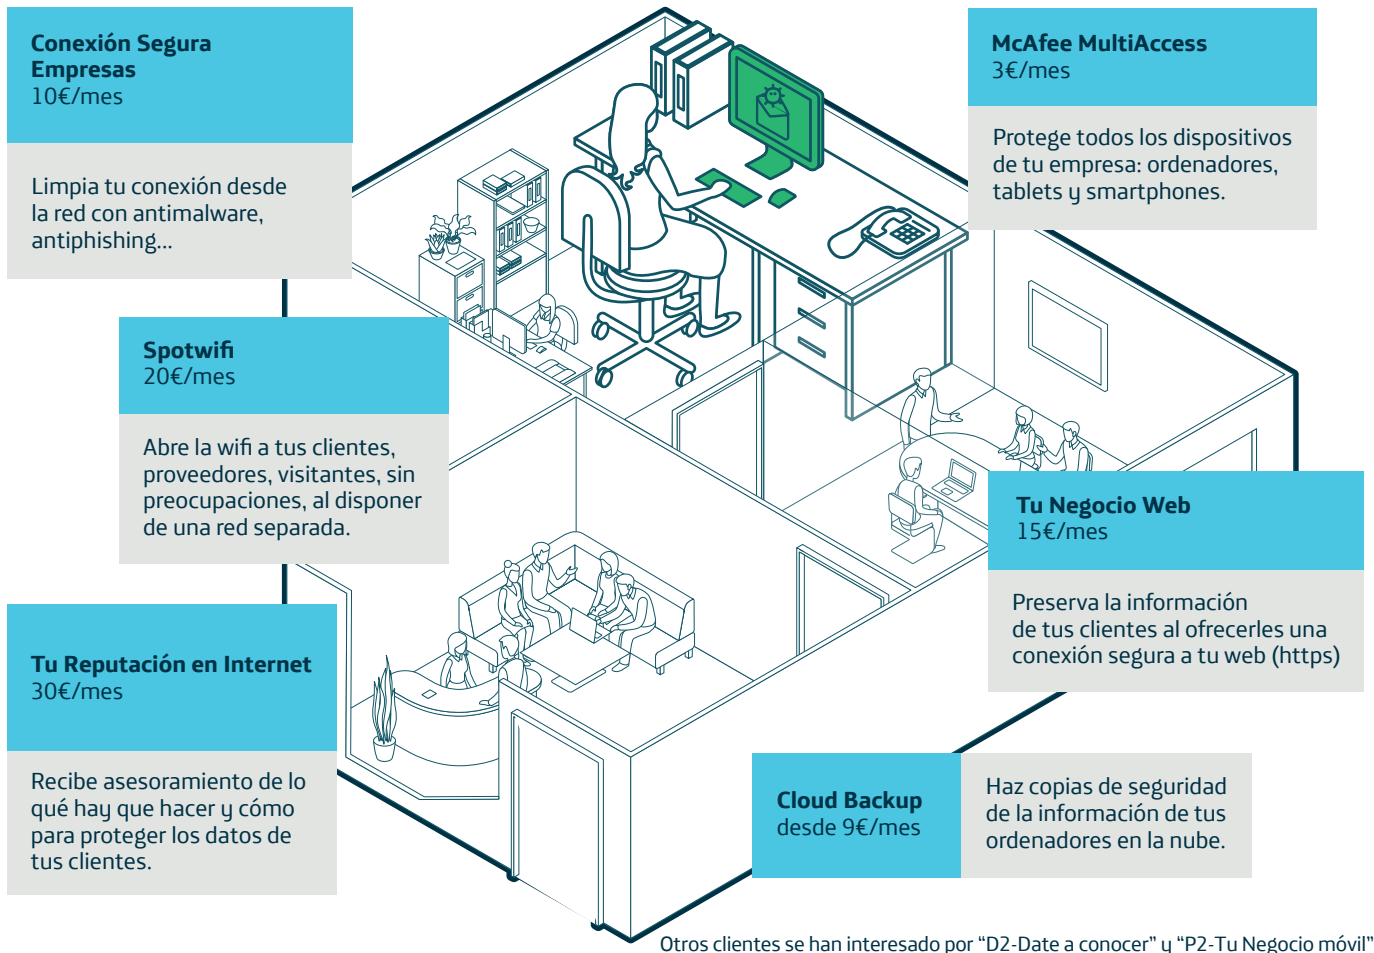 Conexión Segura
Empresas
10€/mes
Limpia tu conexión desde
la red con antimalware,
antiphishing...
McAfee MultiAccess
3€/mes
Protege todos los dispositivos
de tu empresa: ordenadores,
tablets y smartphones.
Spotwifi
20€/mes
Abre la wifi a tus clientes,
proveedores, visitantes, sin
preocupaciones, al disponer
de una red separada.
Tu Negocio Web
15€/mes
Preserva la información
de tus clientes al ofrecerles una
conexión segura a tu web (https)
Tu Reputación en Internet
30€/mes
Recibe asesoramiento de lo
qué hay que hacer y cómo
para proteger los datos de
tus clientes.
Cloud Backup
desde 9€/mes
Haz copias de seguridad
de la información de tus
ordenadores en la nube.
Otros clientes se han interesado por “D2-Date a conocer” y “P2-Tu Negocio móvil”